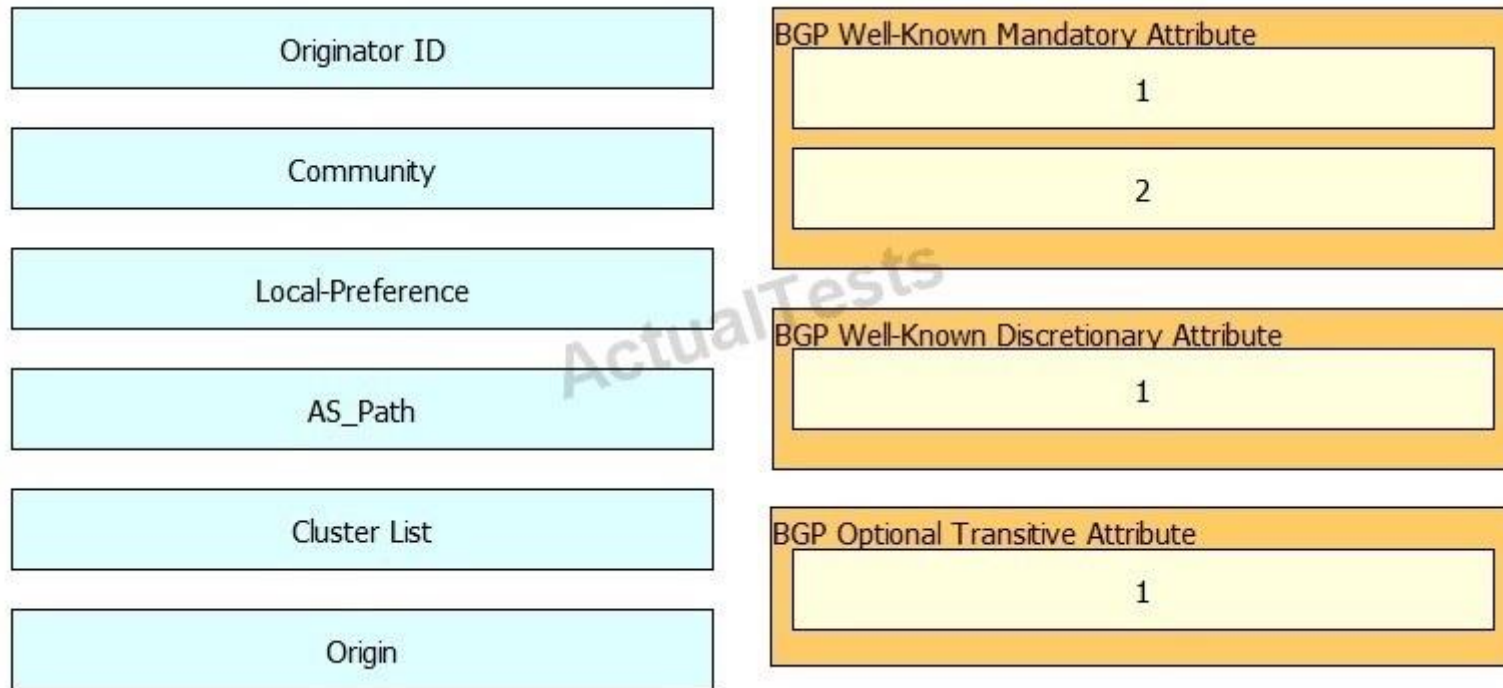 Originator ID
Community
Local-Preference
AS_Path
Cluster List
Origin
BGP Well-Known Mandatory Attribute
1
2
BGP Well-Known Discretionary Attribute
1
BGP Optional Transitive Attribute
1
ActualTests